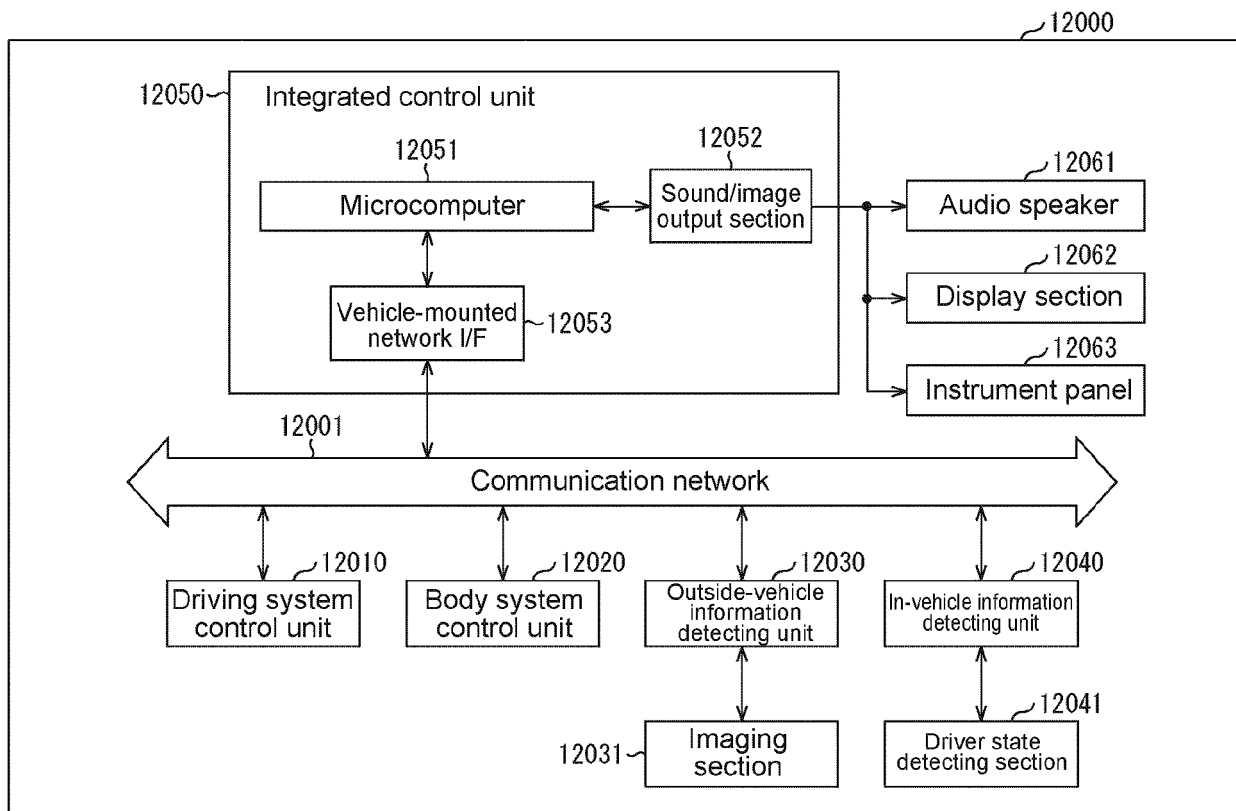 12000
12050
Integrated control unit
12051
Microcomputer
12052
Sound/image
output section
12061
Audio speaker
12062
Display section
Vehicle-mounted
network I/F
12053
12063
Instrument panel
12001
Communication network
12010
Driving system
control unit
12020
Body system
control unit
12030
Outside-vehicle
information
detecting unit
12040
In-vehicle information
detecting unit
12031
Imaging
section
12041
Driver state
detecting section